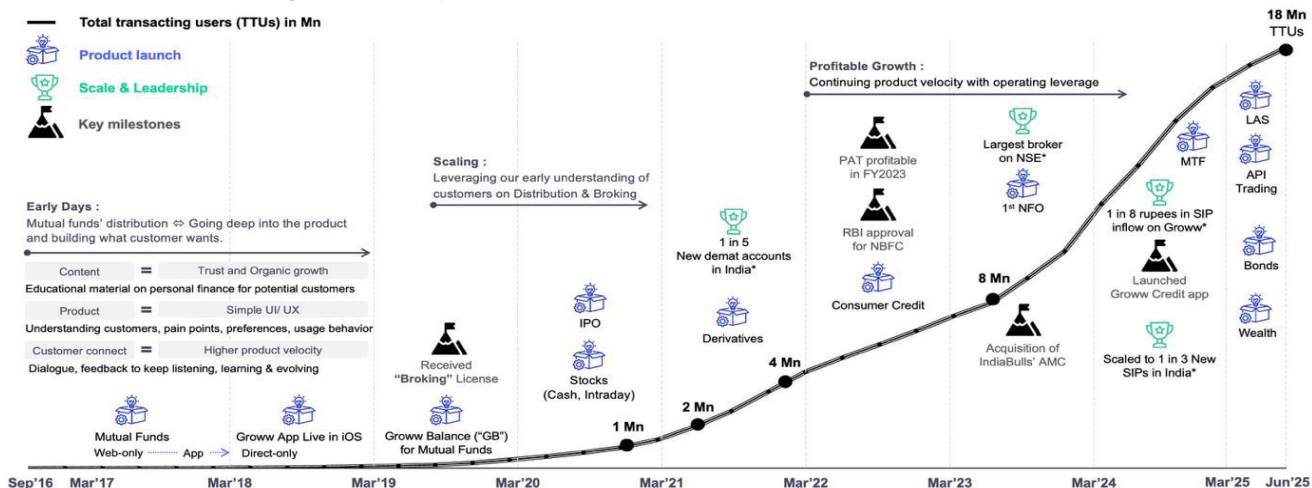 Total transacting users (TTUs) in Mn
Product launch
Scale & Leadership
Key milestones
Early Days :
Mutual funds' distribution ⇔ Going deep into the product
and building what customer wants.
Content = Trust and Organic growth
Educational material on personal finance for potential customers
Product = Simple UI/ UX
Understanding customers, pain points, preferences, usage behavior
Customer connect = Higher product velocity
Dialogue, feedback to keep listening, learning & evolving
Mutual Funds
Web-only App
Groww App Live in iOS
Direct-only
Scaling :
Leveraging our early understanding of
customers on Distribution & Broking
Received
“Broking” License
Groww Balance (“GB”)
for Mutual Funds
IPO
Stocks
(Cash, Intraday)
1 in 5
New demat accounts
in India*
Derivatives
1 Mn
2 Mn
4 Mn
Profitable Growth :
Continuing product velocity with operating leverage
PAT profitable
in FY2023
RBI approval
for NBFC
Consumer Credit
Largest broker
on NSE*
1st NFO
8 Mn
Acquisition of
IndiaBulls' AMC
MTF
1 in 8 rupees in SIP
inflow on Groww*
Launched
Groww Credit app
Scaled to 1 in 3 New
SIPs in India*
18 Mn
TTUs
LAS
API
Trading
Bonds
Wealth
Sep'16 Mar'17 Mar'18 Mar'19 Mar'20 Mar'21 Mar'22 Mar'23 Mar'24 Mar'25 Jun'25